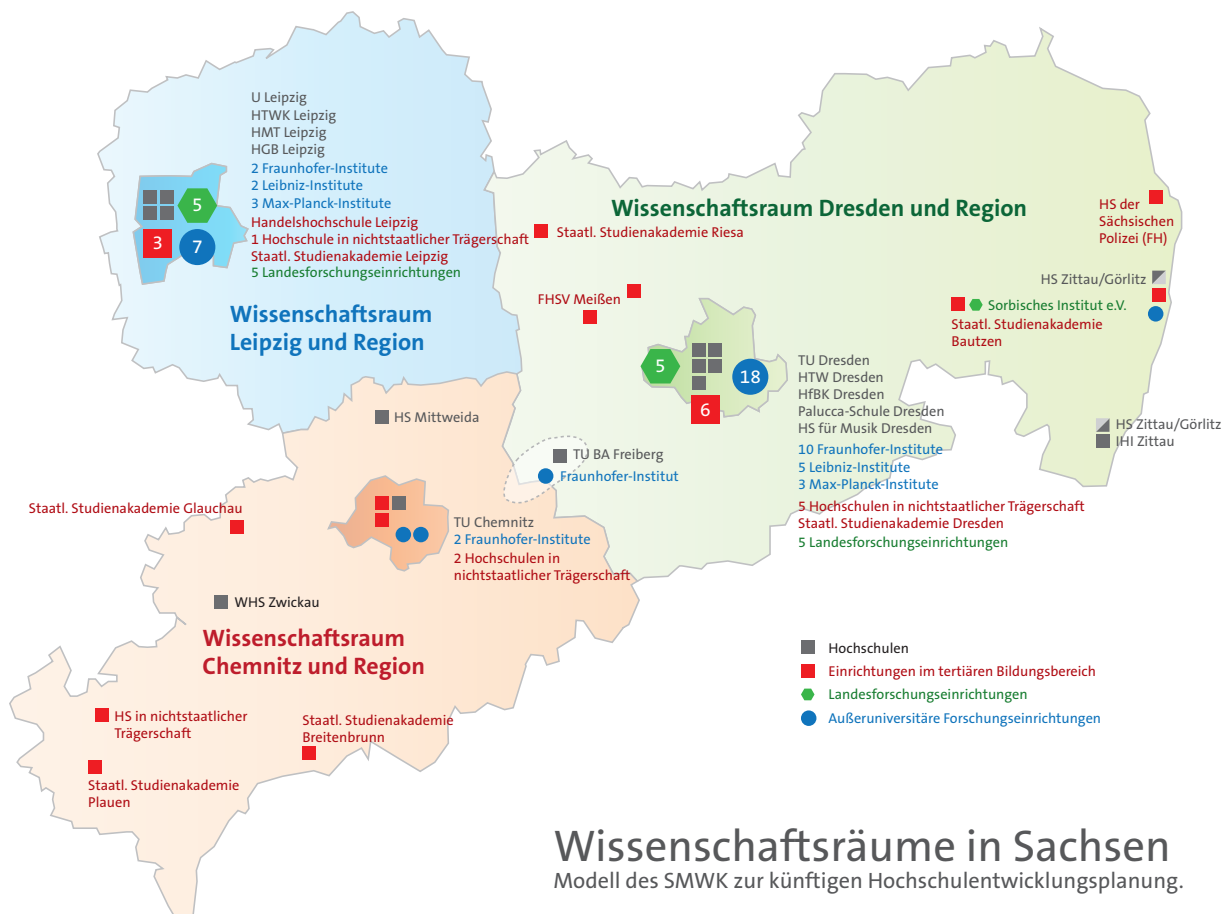 U Leipzig
HTWK Leipzig
HMT Leipzig
HGB Leipzig
2 Fraunhofer-Institute
2 Leibniz-Institute
3 Max-Planck-Institute
Handelshochschule Leipzig
1 Hochschule in nichtstaatlicher Trägerschaft
Staatl. Studienakademie Leipzig
5 Landesforschungseinrichtungen
5
3
7
Wissenschaftsraum
Leipzig und Region
Wissenschaftsraum Dresden und Region
Staatl. Studienakademie Riesa
FHSV Meißen
HS der
Sächsischen
Polizei (FH)
HS Zittau/Görlitz
Sorbisches Institut e.V.
Staatl. Studienakademie
Bautzen
5
18
6
TU Dresden
HTW Dresden
HfBK Dresden
Palucca-Schule Dresden
HS für Musik Dresden
10 Fraunhofer-Institute
5 Leibniz-Institute
3 Max-Planck-Institute
5 Hochschulen in nichtstaatlicher Trägerschaft
Staatl. Studienakademie Dresden
5 Landesforschungseinrichtungen
HS Zittau/Görlitz
IHI Zittau
HS Mittweida
TU BA Freiberg
Fraunhofer-Institut
Staatl. Studienakademie Glauchau
TU Chemnitz
2 Fraunhofer-Institute
2 Hochschulen in
nichtstaatlicher Trägerschaft
WHS Zwickau
Wissenschaftsraum
Chemnitz und Region
HS in nichtstaatlicher
Trägerschaft
Staatl. Studienakademie
Breitenbrunn
Staatl. Studienakademie
Plauen
Hochschulen
Einrichtungen im tertiären Bildungsbereich
Landesforschungseinrichtungen
Außeruniversitäre Forschungseinrichtungen
Wissenschaftsräume in Sachsen
Modell des SMWK zur künftigen Hochschulentwicklungsplanung.